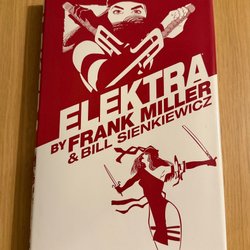 ELEKTRA
BY FRANK MILLER
& BILL SIENKIEWICZ